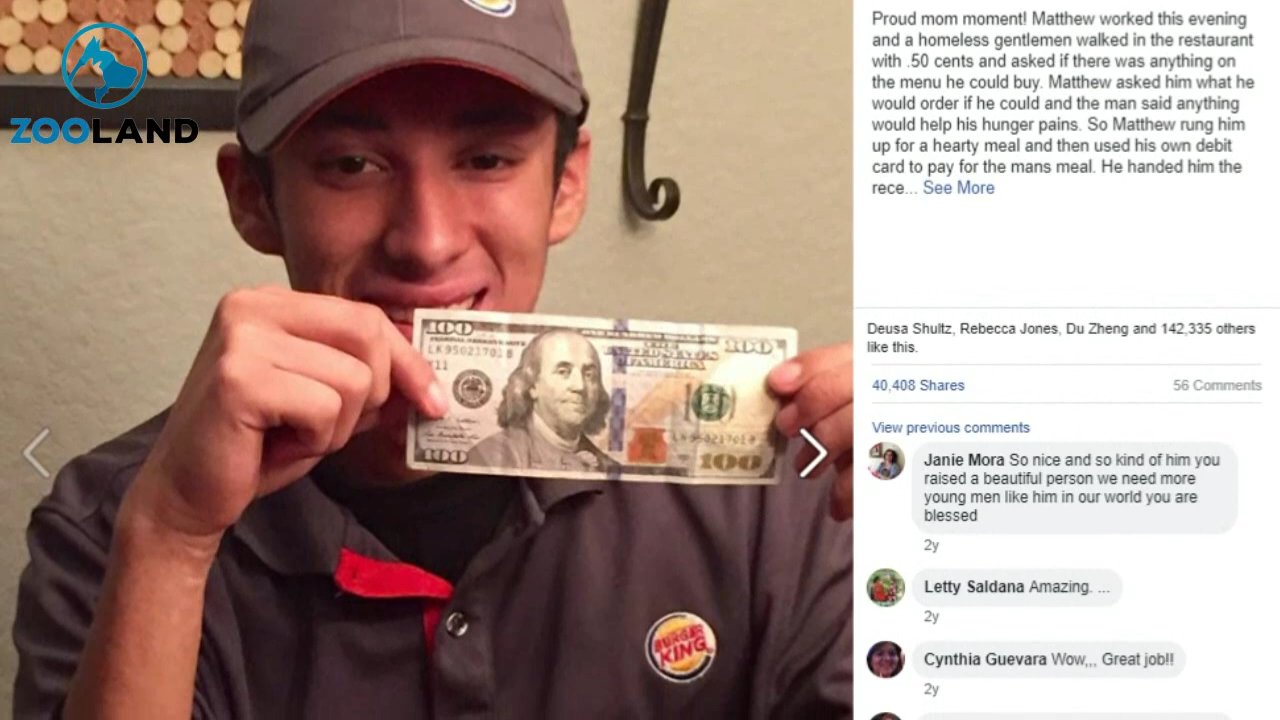 ZOOLAND
100
100
LK95021701B
UNITED STATES
OF AMERICA
LK95021701B
100
100
BURGER
KING
Proud mom moment! Matthew worked this evening
and a homeless gentlemen walked in the restaurant
with .50 cents and asked if there was anything on
the menu he could buy. Matthew asked him what he
would order if he could and the man said anything
would help his hunger pains. So Matthew rung him
up for a hearty meal and then used his own debit
card to pay for the mans meal. He handed him the
rece... See More
Deusa Shultz, Rebecca Jones, Du Zheng and 142,335 others
like this.
40,408 Shares 56 Comments
View previous comments
Janie Mora So nice and so kind of him you
raised a beautiful person we need more
young men like him in our world you are
blessed
2y
Letty Saldana Amazing. ...
2y
Cynthia Guevara Wow,,, Great job!!
2y